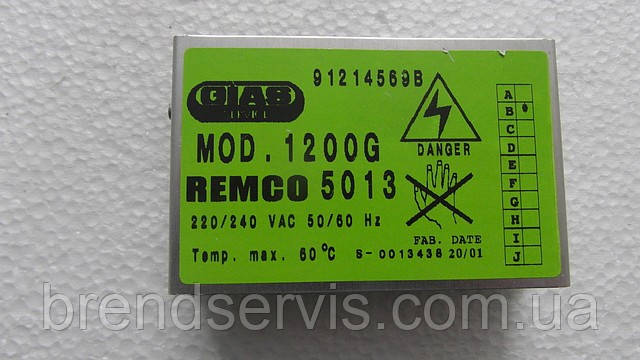 91214569B
GIAS
SERVICE
MOD. 1200G
DANGER
REMCO 5013
220/240 VAC 50/60 Hz
Temp. max. 60°C
FAB. DATE
S-0013438 20/01
A
B
C
D
E
F
G
H
I
J
brendservis.com.ua